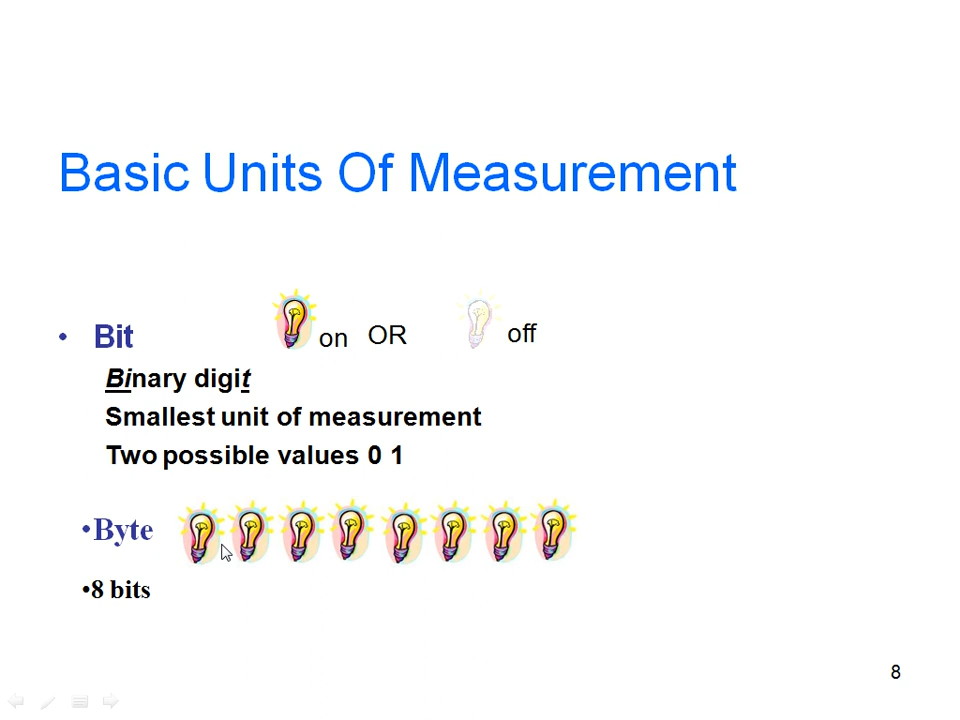 Basic Units Of Measurement
• Bit on OR off
Binary digit
Smallest unit of measurement
Two possible values 0 1
•Byte
•8 bits
8